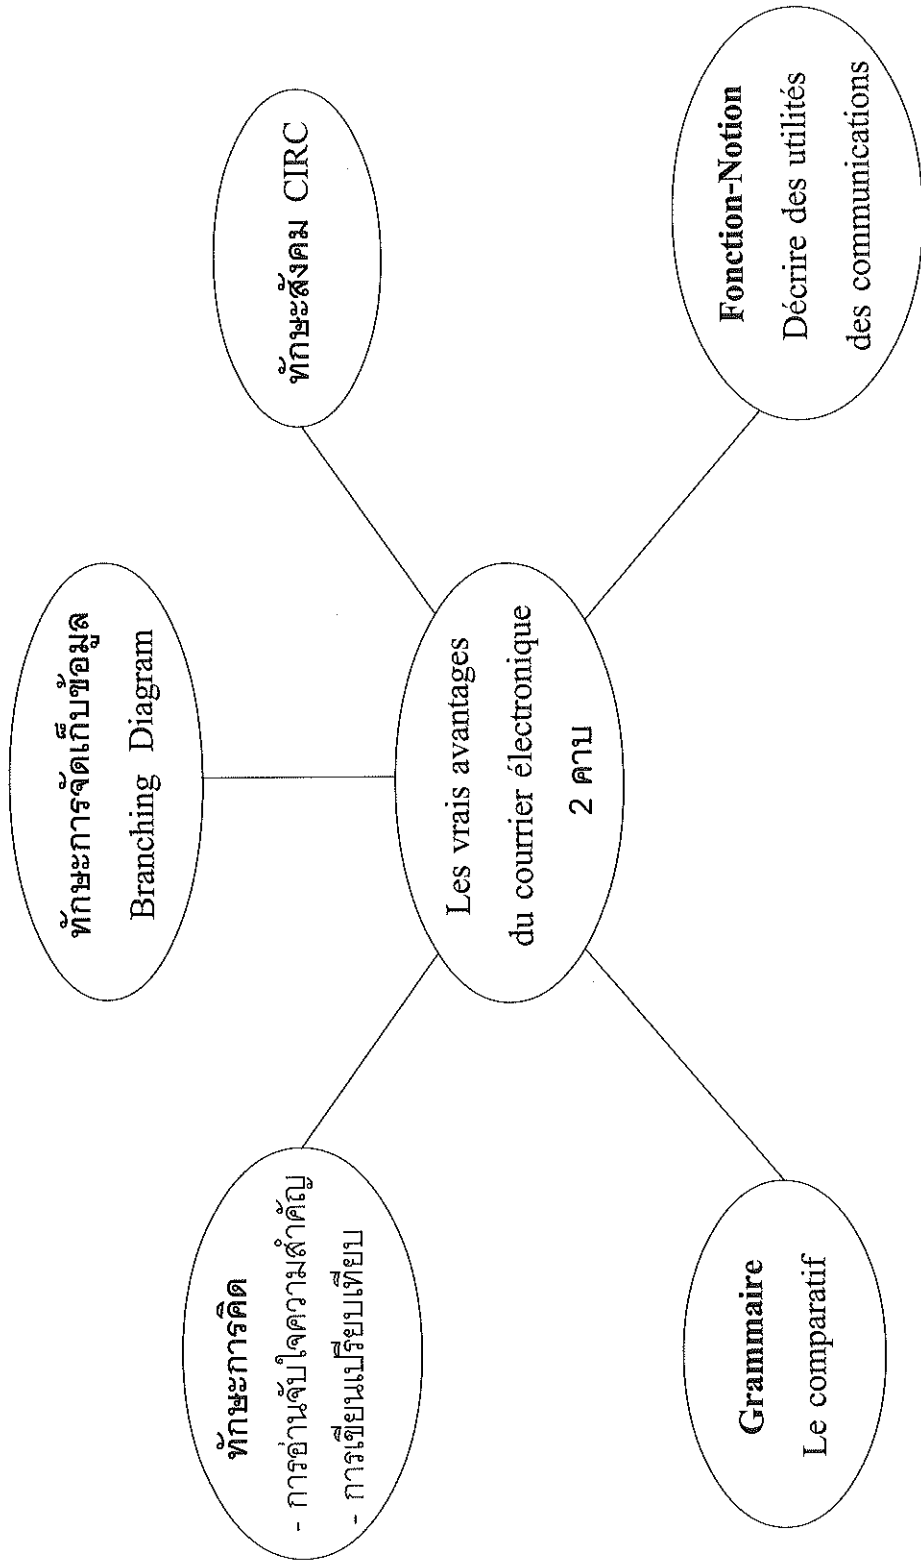 ทักษะการจัดเก็บข้อมูล
Branching Diagram
ทักษะการคิด
- การอ่านจับใจความสำคัญ
- การเขียนเปรียบเทียบ
ทักษะสังคม CIRC
Les vrais avantages
du courrier électronique
2 คาบ
Grammaire
Le comparatif
Fonction-Notion
Décrire des utilités
des communications